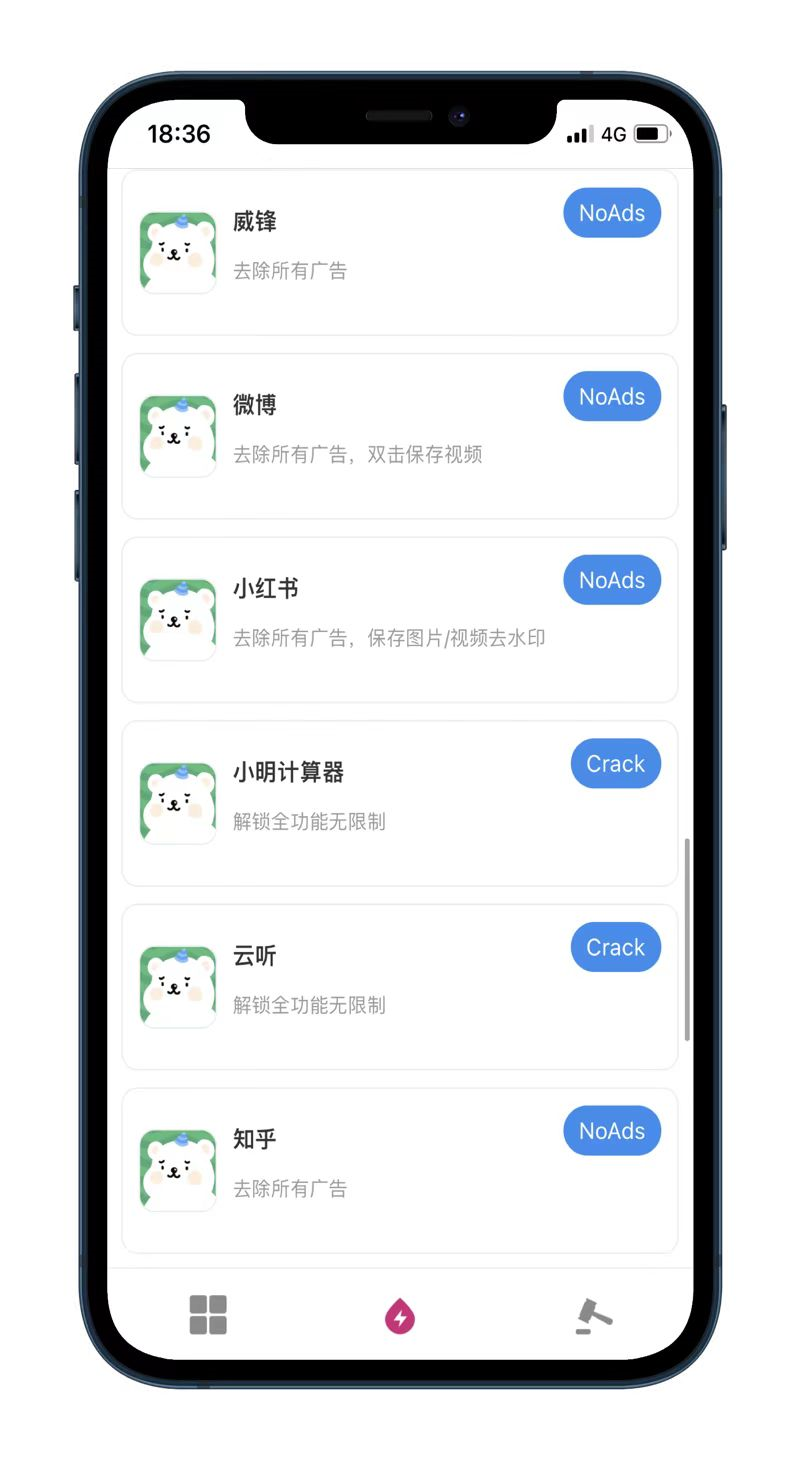 18:36
4G
威锋
NoAds
去除所有广告
微博
NoAds
去除所有广告，双击保存视频
小红书
NoAds
去除所有广告，保存图片/视频去水印
小明计算器
Crack
解锁全功能无限制
云听
Crack
解锁全功能无限制
知乎
NoAds
去除所有广告